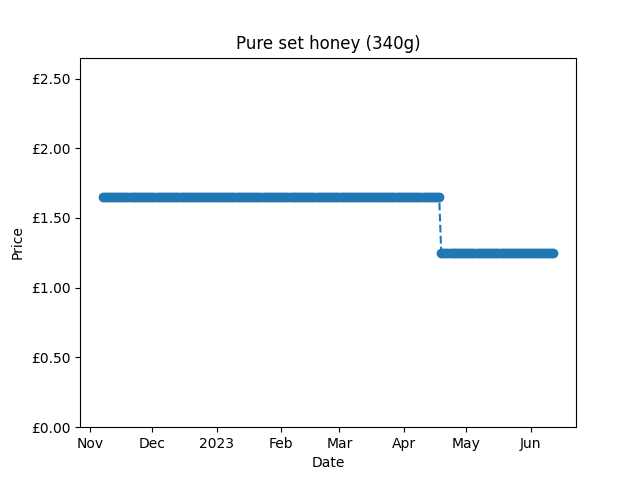 Pure set honey (340g)
£2.50
£2.00
£1.50
£1.00
£0.50
£0.00
Price
Nov Dec 2023 Feb Mar Apr May Jun
Date